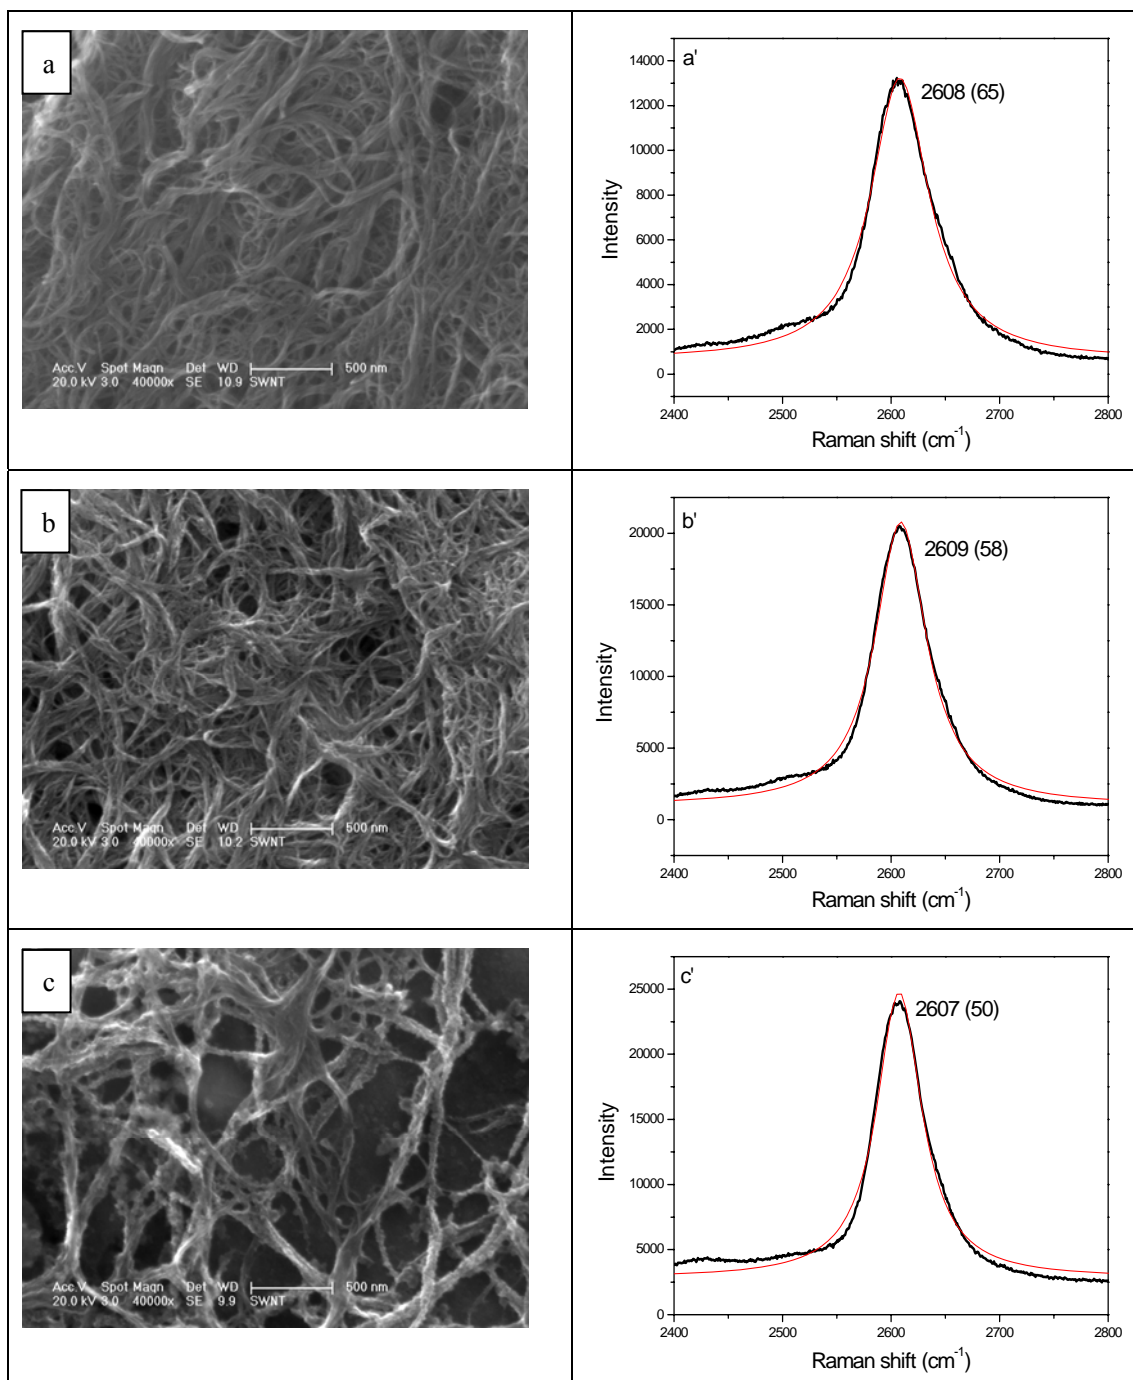 a
Acc.V Spot Magn Det WD 500 nm
20.0 kV 3.0 40000x SE 10.9 SWNT
a'
2608 (65)
14000
12000
10000
8000
6000
4000
2000
0
2400 2500 2600 2700 2800
Intensity
Raman shift (cm⁻¹)
b
Acc.V Spot Magn Det WD 500 nm
20.0 kV 3.0 40000x SE 10.2 SWNT
b'
2609 (58)
20000
15000
10000
5000
0
2400 2500 2600 2700 2800
Intensity
Raman shift (cm⁻¹)
c
Acc.V Spot Magn Det WD 500 nm
20.0 kV 3.0 40000x SE 9.9 SWNT
c'
2607 (50)
25000
20000
15000
10000
5000
0
2400 2500 2600 2700 2800
Intensity
Raman shift (cm⁻¹)